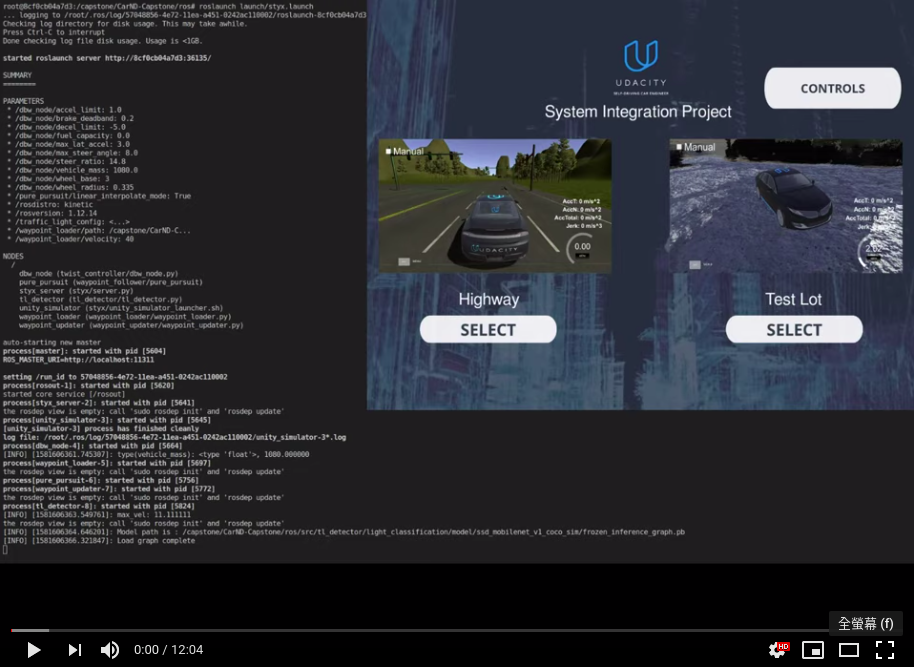 root@8cf0cb04a7d3:/capstone/CarND-Capstone/ros# roslaunch launch/styx.launch
... logging to /root/.ros/log/57048856-4e72-11ea-a451-0242ac110002/roslaunch-8cf0cb04a7d3
Checking log directory for disk usage. This may take awhile.
Press Ctrl-C to interrupt
Done checking log file disk usage. Usage is <1GB.
started roslaunch server http://8cf0cb04a7d3:36135/
SUMMARY
========
PARAMETERS
* /dbw_node/accel_limit: 1.0
* /dbw_node/brake_deadband: 0.2
* /dbw_node/decel_limit: -5.0
* /dbw_node/fuel_capacity: 0.0
* /dbw_node/max_lat_accel: 3.0
* /dbw_node/max_steer_angle: 8.0
* /dbw_node/steer_ratio: 14.8
* /dbw_node/vehicle_mass: 1080.0
* /dbw_node/wheel_base: 3
* /dbw_node/wheel_radius: 0.335
* /pure_pursuit/linear_interpolate_mode: True
* /rosdistro: kinetic
* /rosversion: 1.12.14
* /traffic_light_config: <...>
* /waypoint_loader/path: /capstone/CarND-C...
* /waypoint_loader/velocity: 40
NODES
/
dbw_node (twist_controller/dbw_node.py)
pure_pursuit (waypoint_follower/pure_pursuit)
styx_server (styx/server.py)
tl_detector (tl_detector/tl_detector.py)
unity_simulator (styx/unity_simulator_launcher.sh)
waypoint_loader (waypoint_loader/waypoint_loader.py)
waypoint_updater (waypoint_updater/waypoint_updater.py)
auto-starting new master
process[master]: started with pid [5604]
ROS_MASTER_URI=http://localhost:11311
setting /run_id to 57048856-4e72-11ea-a451-0242ac110002
process[rosout-1]: started with pid [5620]
started core service [/rosout]
process[styx_server-2]: started with pid [5641]
the rosdep view is empty: call 'sudo rosdep init' and 'rosdep update'
process[unity_simulator-3]: started with pid [5645]
[unity_simulator-3] process has finished cleanly
log file: /root/.ros/log/57048856-4e72-11ea-a451-0242ac110002/unity_simulator-3*.log
process[dbw_node-4]: started with pid [5664]
[INFO] [1581606361.745307]: type(vehicle_mass): <type 'float'>, 1080.000000
process[waypoint_loader-5]: started with pid [5697]
the rosdep view is empty: call 'sudo rosdep init' and 'rosdep update'
process[pure_pursuit-6]: started with pid [5756]
process[waypoint_updater-7]: started with pid [5772]
the rosdep view is empty: call 'sudo rosdep init' and 'rosdep update'
process[tl_detector-8]: started with pid [5824]
[INFO] [1581606363.549761]: max_vel: 11.111111
the rosdep view is empty: call 'sudo rosdep init' and 'rosdep update'
[INFO] [1581606364.646201]: Model path is : /capstone/CarND-Capstone/ros/src/tl_detector/light_classification/model/ssd_mobilenet_v1_coco_sim/frozen_inference_graph.pb
[INFO] [1581606366.321847]: Load graph complete
UDACITY
SELF-DRIVING CAR ENGINEER
System Integration Project
CONTROLS
Manual
AccT: 0 m/s^2
AccN: 0 m/s^2
AccTotal: 0 m/s^2
Jerk: 0 m/s^3
0.00
UDACITY
Manual
AccT: 0 m/s^2
AccN: 0 m/s^2
AccTotal: 0 m/s^2
Highway
SELECT
Test Lot
SELECT
全螢幕 (f)
0:00 / 12:04
HD